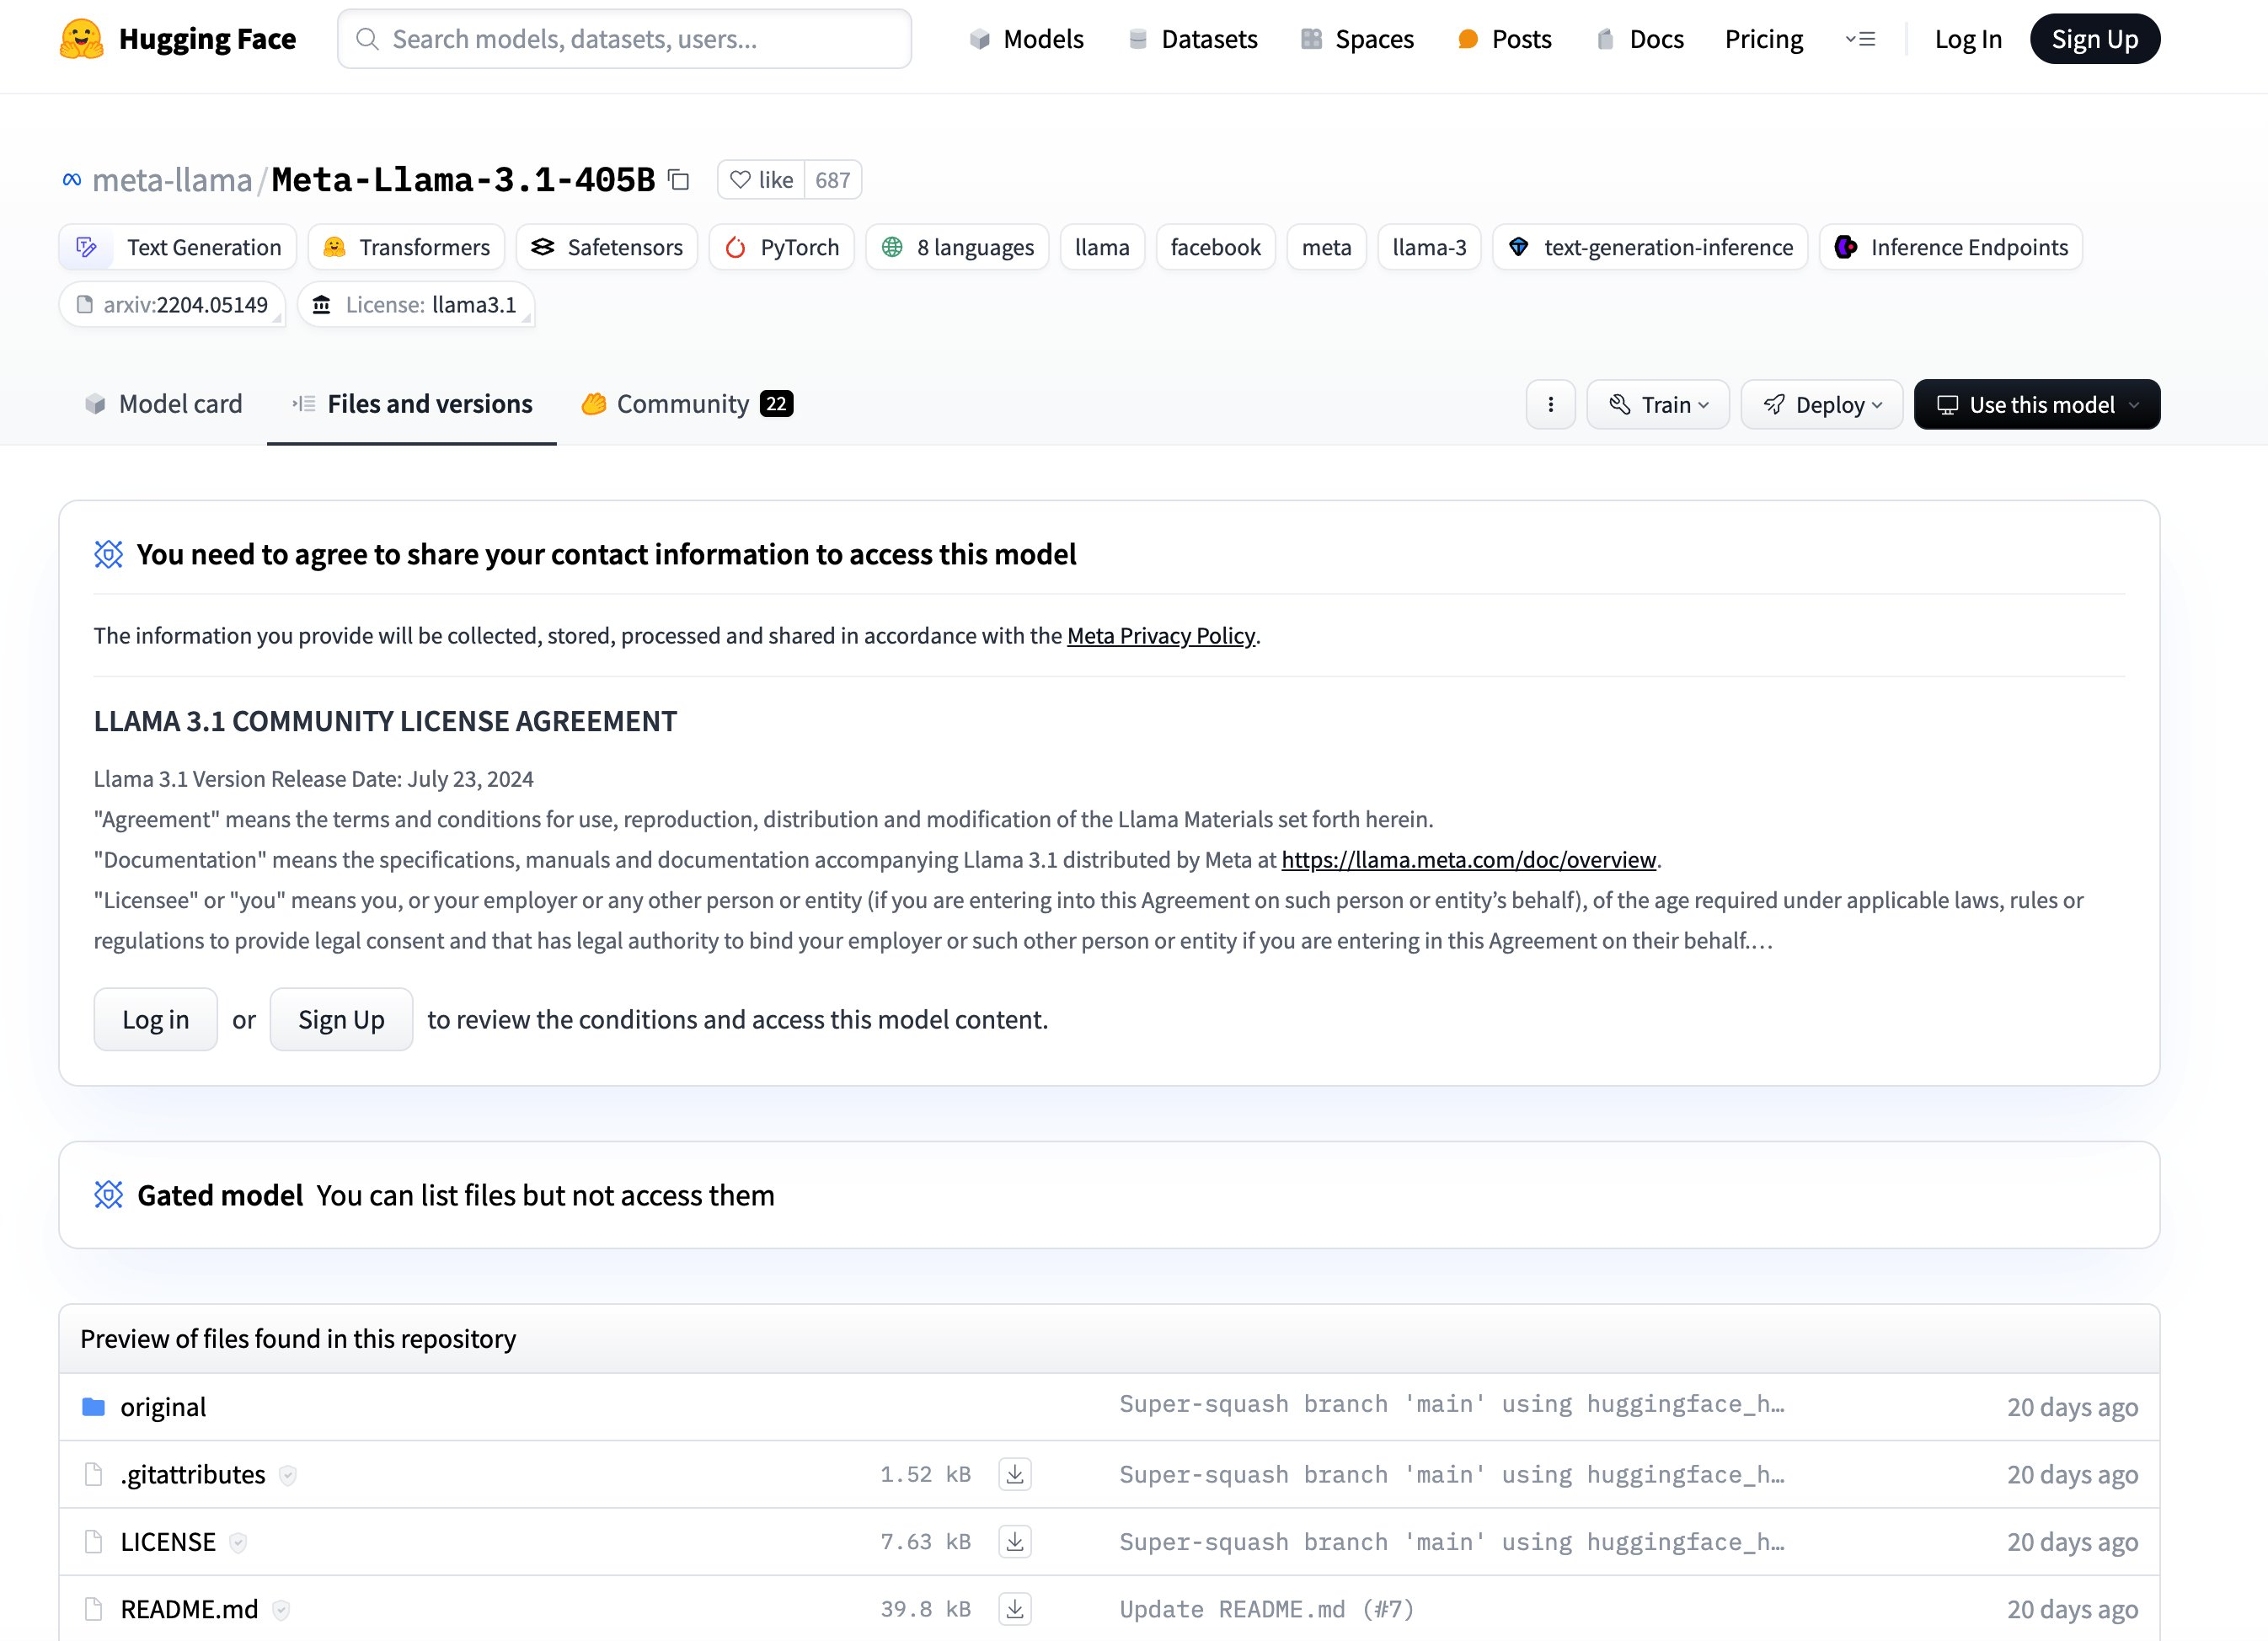 Hugging Face
Search models, datasets, users...
Models
Datasets
Spaces
Posts
Docs
Pricing
Log In
Sign Up
meta-llama/Meta-Llama-3.1-405B
like 687
Text Generation
Transformers
Safetensors
PyTorch
8 languages
llama
facebook
meta
llama-3
text-generation-inference
Inference Endpoints
arxiv:2204.05149
License: llama3.1
Model card
Files and versions
Community 22
Train
Deploy
Use this model
You need to agree to share your contact information to access this model
The information you provide will be collected, stored, processed and shared in accordance with the Meta Privacy Policy.
LLAMA 3.1 COMMUNITY LICENSE AGREEMENT
Llama 3.1 Version Release Date: July 23, 2024
"Agreement" means the terms and conditions for use, reproduction, distribution and modification of the Llama Materials set forth herein.
"Documentation" means the specifications, manuals and documentation accompanying Llama 3.1 distributed by Meta at https://llama.meta.com/doc/overview.
"Licensee" or "you" means you, or your employer or any other person or entity (if you are entering into this Agreement on such person or entity’s behalf), of the age required under applicable laws, rules or
regulations to provide legal consent and that has legal authority to bind your employer or such other person or entity if you are entering in this Agreement on their behalf.…
Log in or Sign Up to review the conditions and access this model content.
Gated model You can list files but not access them
Preview of files found in this repository
original Super-squash branch 'main' using huggingface_h… 20 days ago
.gitattributes 1.52 kB Super-squash branch 'main' using huggingface_h… 20 days ago
LICENSE 7.63 kB Super-squash branch 'main' using huggingface_h… 20 days ago
README.md 39.8 kB Update README.md (#7) 20 days ago